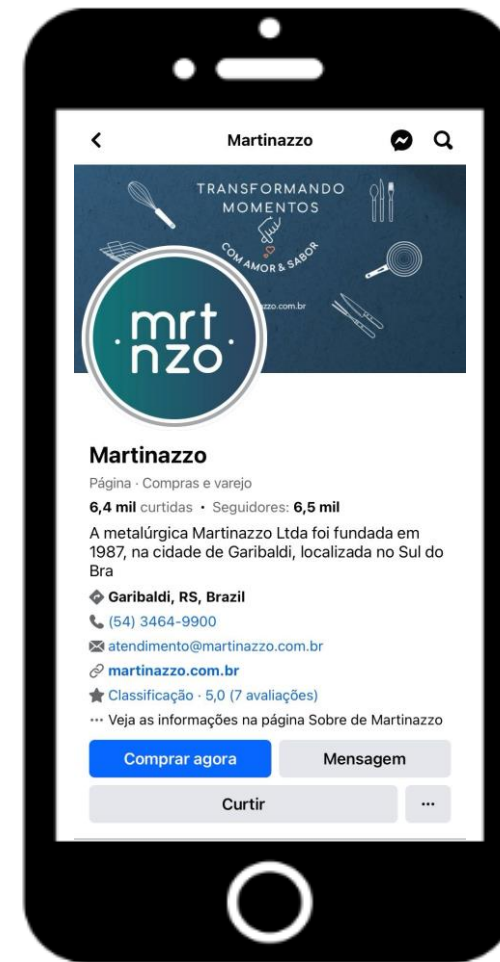 Martinazzo
TRANSFORMANDO
MOMENTOS
COM AMOR & SABOR
zzo.com.br
mrt
nzo
Martinazzo
Página · Compras e varejo
6,4 mil curtidas • Seguidores: 6,5 mil
A metalúrgica Martinazzo Ltda foi fundada em
1987, na cidade de Garibaldi, localizada no Sul do
Bra
Garibaldi, RS, Brazil
(54) 3464-9900
atendimento@martinazzo.com.br
martinazzo.com.br
Classificação · 5,0 (7 avaliações)
··· Veja as informações na página Sobre de Martinazzo
Comprar agora
Mensagem
Curtir
···